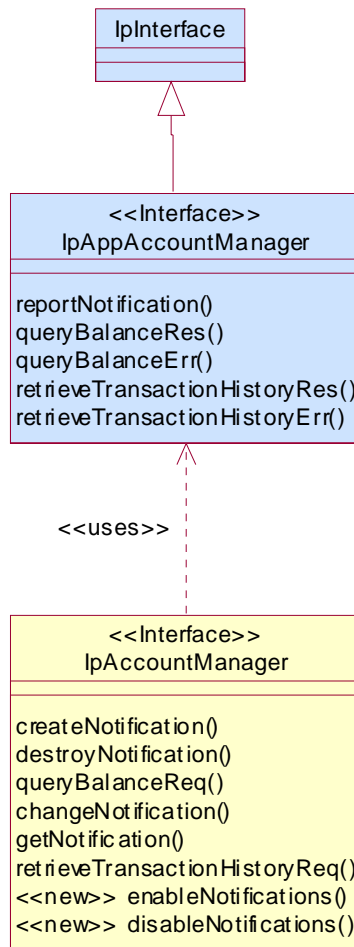 IpInterface
<<Interface>>
IpAppAccountManager
reportNotification()
queryBalanceRes()
queryBalanceErr()
retrieveTransactionHistoryRes()
retrieveTransactionHistoryErr()
<<uses>>
<<Interface>>
IpAccountManager
createNotification()
destroyNotification()
queryBalanceReq()
changeNotification()
getNotification()
retrieveTransactionHistoryReq()
<<new>> enableNotifications()
<<new>> disableNotifications()